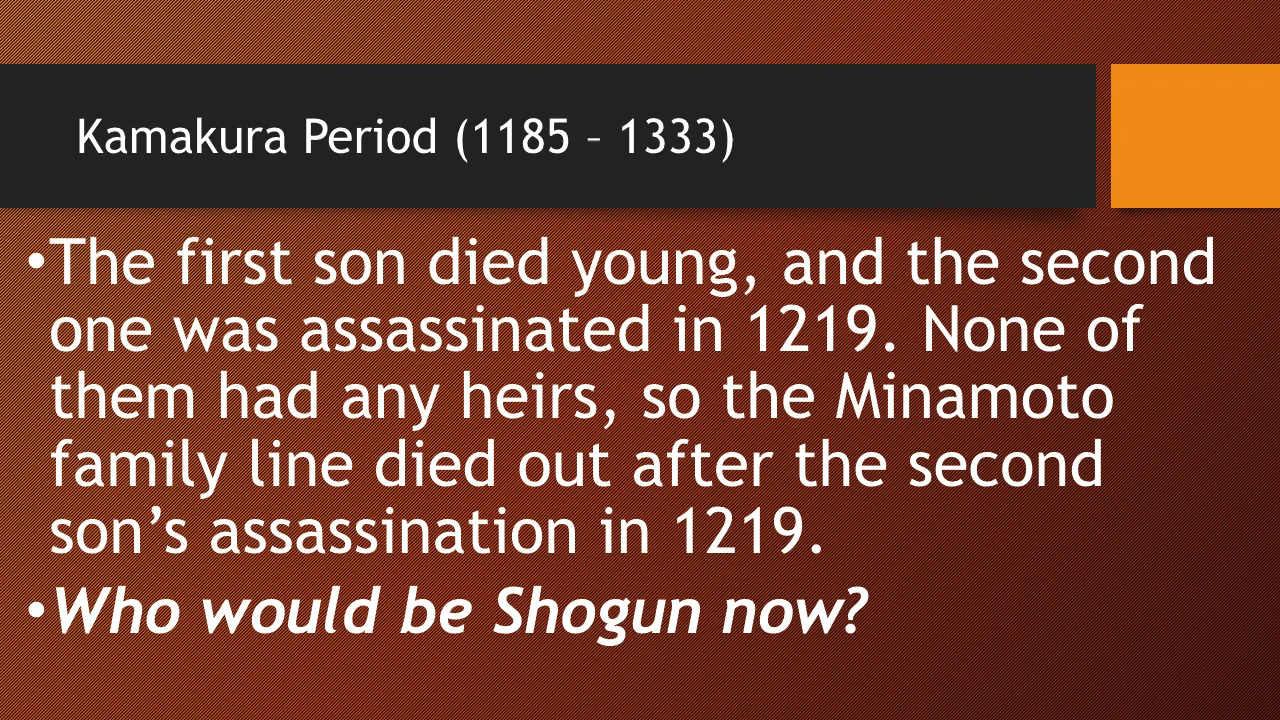 Kamakura Period (1185 – 1333)
•The first son died young, and the second
one was assassinated in 1219. None of
them had any heirs, so the Minamoto
family line died out after the second
son’s assassination in 1219.
•Who would be Shogun now?